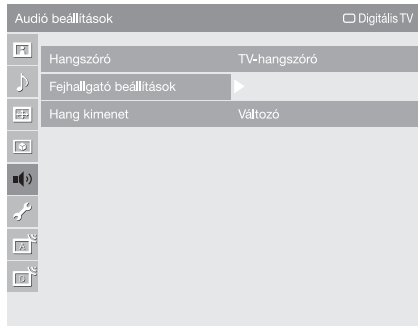 Audió beállítások Digitális TV
Hangszóró TV-hangszóró
Fejhallgató beállítások
Hang kimenet Változó
A